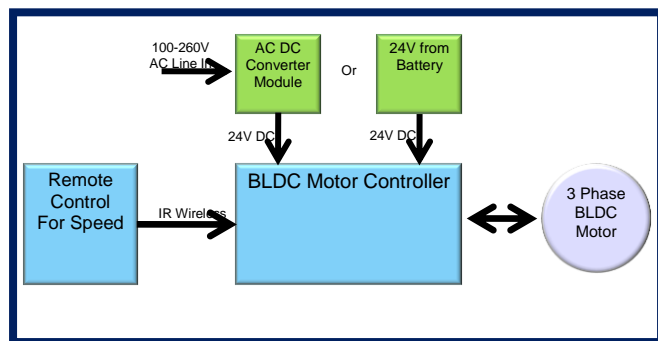 100-260V
AC Line In
AC DC
Converter
Module
Or
24V from
Battery
24V DC
24V DC
Remote
Control
For Speed
IR Wireless
BLDC Motor Controller
3 Phase
BLDC
Motor